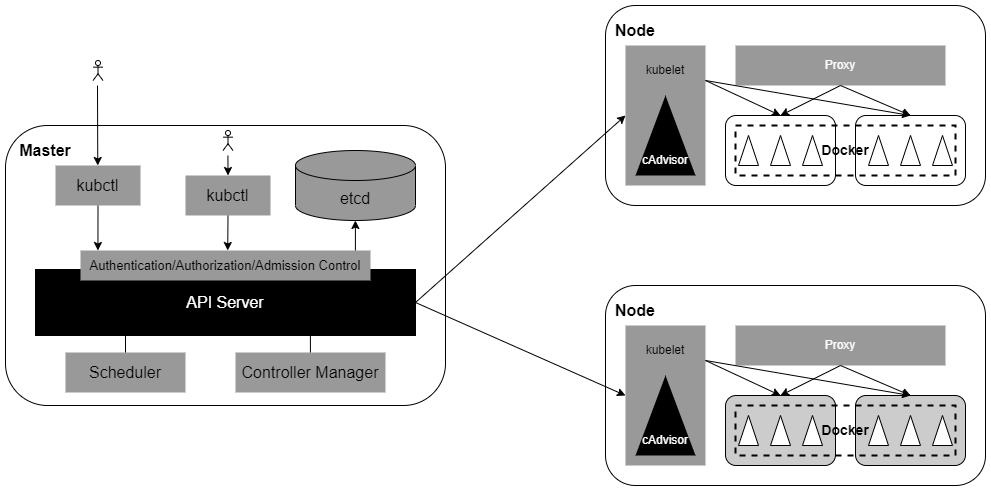 Master
kubctl
kubctl
etcd
Authentication/Authorization/Admission Control
API Server
Scheduler
Controller Manager
Node
kubelet
cAdvisor
Proxy
Docker
Node
kubelet
cAdvisor
Proxy
Docker